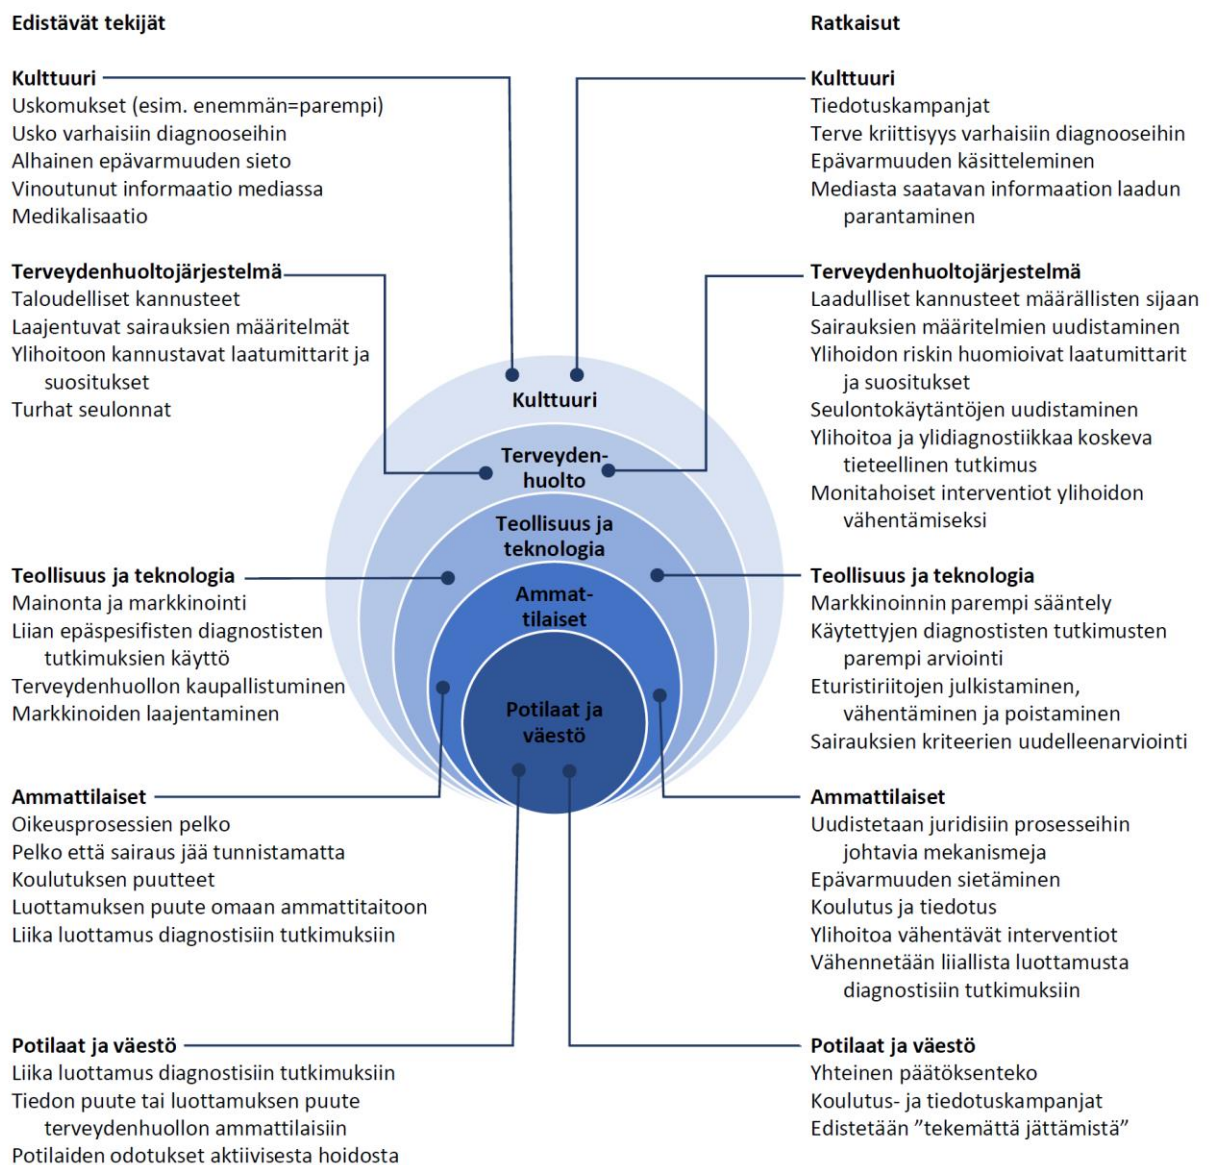 Edistävät tekijät
Kulttuuri
Uskomukset (esim. enemmän=parempi)
Usko varhaisiin diagnooseihin
Alhainen epävarmuuden sieto
Vinoutunut informaatio mediassa
Medikalisaatio
Terveydenhuoltojärjestelmä
Taloudelliset kannusteet
Laajentuvat sairauksien määritelmät
Ylihoitoon kannustavat laatumittarit ja
suositukset
Turhat seulonnat
Teollisuus ja teknologia
Mainonta ja markkinointi
Liian epäspesifisten diagnostisten
tutkimuksien käyttö
Terveydenhuollon kaupallistuminen
Markkinoiden laajentaminen
Ammattilaiset
Oikeusprosessien pelko
Pelko että sairaus jää tunnistamatta
Koulutuksen puutteet
Luottamuksen puute omaan ammattitaitoon
Liika luottamus diagnostisiin tutkimuksiin
Potilaat ja väestö
Liika luottamus diagnostisiin tutkimuksiin
Tiedon puute tai luottamuksen puute
terveydenhuollon ammattilaisiin
Potilaiden odotukset aktiivisesta hoidosta
Kulttuuri
Terveyden-
huolto
Teollisuus ja
teknologia
Ammat-
tilaiset
Potilaat ja
väestö
Ratkaisut
Kulttuuri
Tiedotuskampanjat
Terve kriittisyys varhaisiin diagnooseihin
Epävarmuuden käsitteleminen
Mediasta saatavan informaation laadun
parantaminen
Terveydenhuoltojärjestelmä
Laadulliset kannusteet määrällisten sijaan
Sairauksien määritelmien uudistaminen
Ylihoidon riskin huomioivat laatumittarit
ja suositukset
Seulontokäytäntöjen uudistaminen
Ylihoitoa ja ylidiagnostiikkaa koskeva
tieteellinen tutkimus
Monitahoiset interventiot ylihoidon
vähentämiseksi
Teollisuus ja teknologia
Markkinoinnin parempi sääntely
Käytettyjen diagnostisten tutkimusten
parempi arviointi
Eturistiriitojen julkistaminen,
vähentäminen ja poistaminen
Sairauksien kriteerien uudelleenarviointi
Ammattilaiset
Uudistetaan juridisiin prosesseihin
johtavia mekanismeja
Epävarmuuden sietäminen
Koulutus ja tiedotus
Ylihoitoa vähentävät interventiot
Vähennetään liiallista luottamusta
diagnostisiin tutkimuksiin
Potilaat ja väestö
Yhteinen päätöksenteko
Koulutus- ja tiedotuskampanjat
Edistetään ”tekemättä jättämistä”